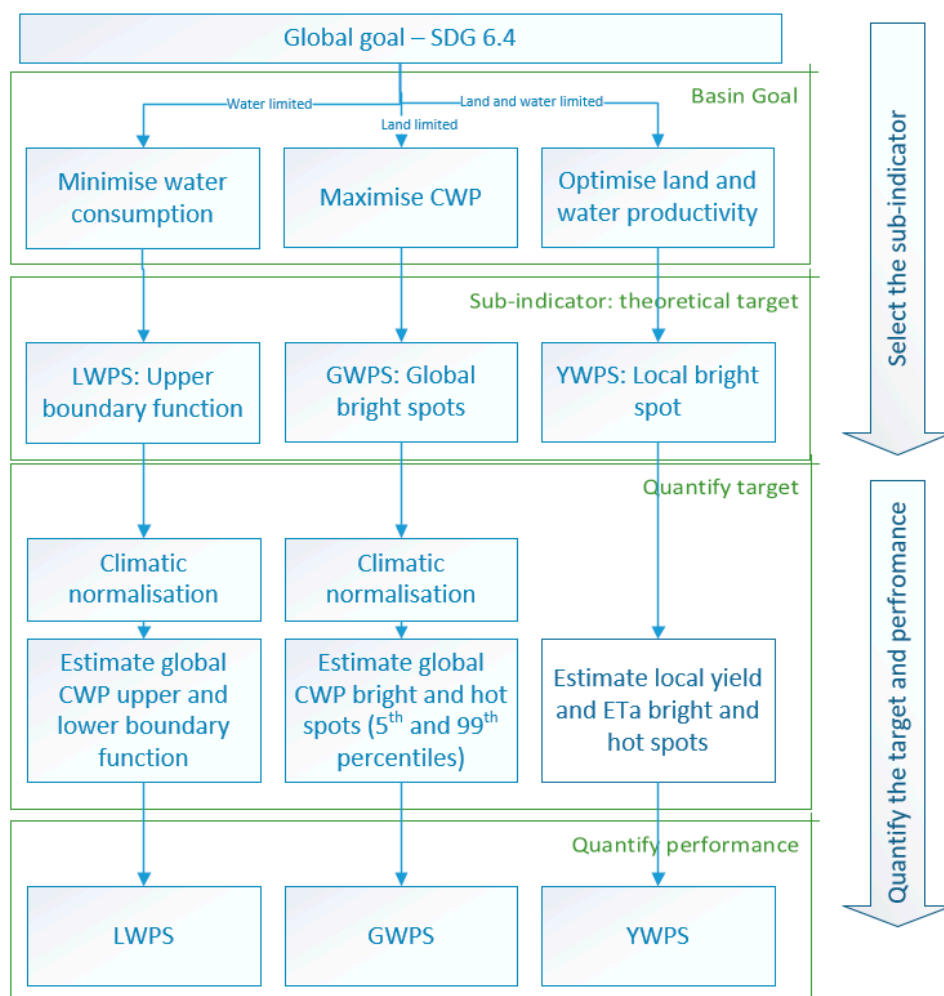 Global goal – SDG 6.4
Basin Goal
Water limited
Land and water limited
Land limited
Minimise water
consumption
Maximise CWP
Optimise land and
water productivity
Sub-indicator: theoretical target
LWPS: Upper
boundary function
GWPS: Global
bright spots
YWPS: Local bright
spot
Select the sub-indicator
Quantify target
Climatic
normalisation
Climatic
normalisation
Estimate global
CWP upper and
lower boundary
function
Estimate global
CWP bright and hot
spots (5th and 99th
percentiles)
Estimate local yield
and ETa bright and
hot spots
Quantify performance
LWPS
GWPS
YWPS
Quantify the target and perfromance